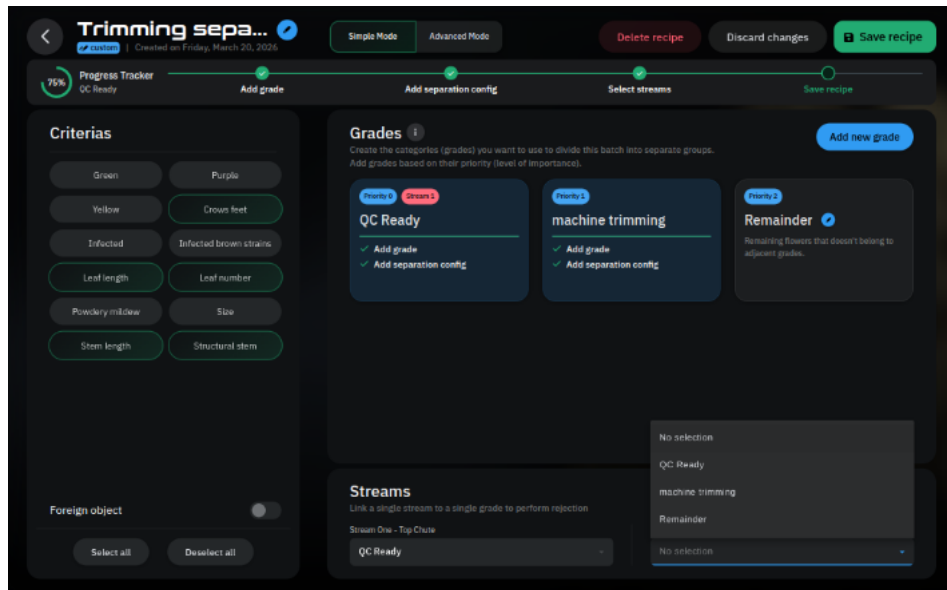 Trimming sepa...
custom | Created on Friday, March 20, 2026
Simple Mode
Advanced Mode
Delete recipe
Discard changes
Save recipe
75%
Progress Tracker
QC Ready
Add grade
Add separation config
Select streams
Save recipe
Criterias
Green
Purple
Yellow
Crows feet
Infected
Infected brown strains
Leaf length
Leaf number
Powdery mildew
Size
Stem length
Structural stem
Foreign object
Select all
Deselect all
Grades i
Create the categories (grades) you want to use to divide this batch into separate groups.
Add grades based on their priority (level of importance).
Add new grade
Priority 0
Stream 1
QC Ready
Add grade
Add separation config
Priority 1
machine trimming
Add grade
Add separation config
Priority 2
Remainder
Remaining flowers that doesn't belong to
adjacent grades.
Streams
Link a single stream to a single grade to perform rejection
Stream One - Top Chute
QC Ready
No selection
QC Ready
machine trimming
Remainder
No selection